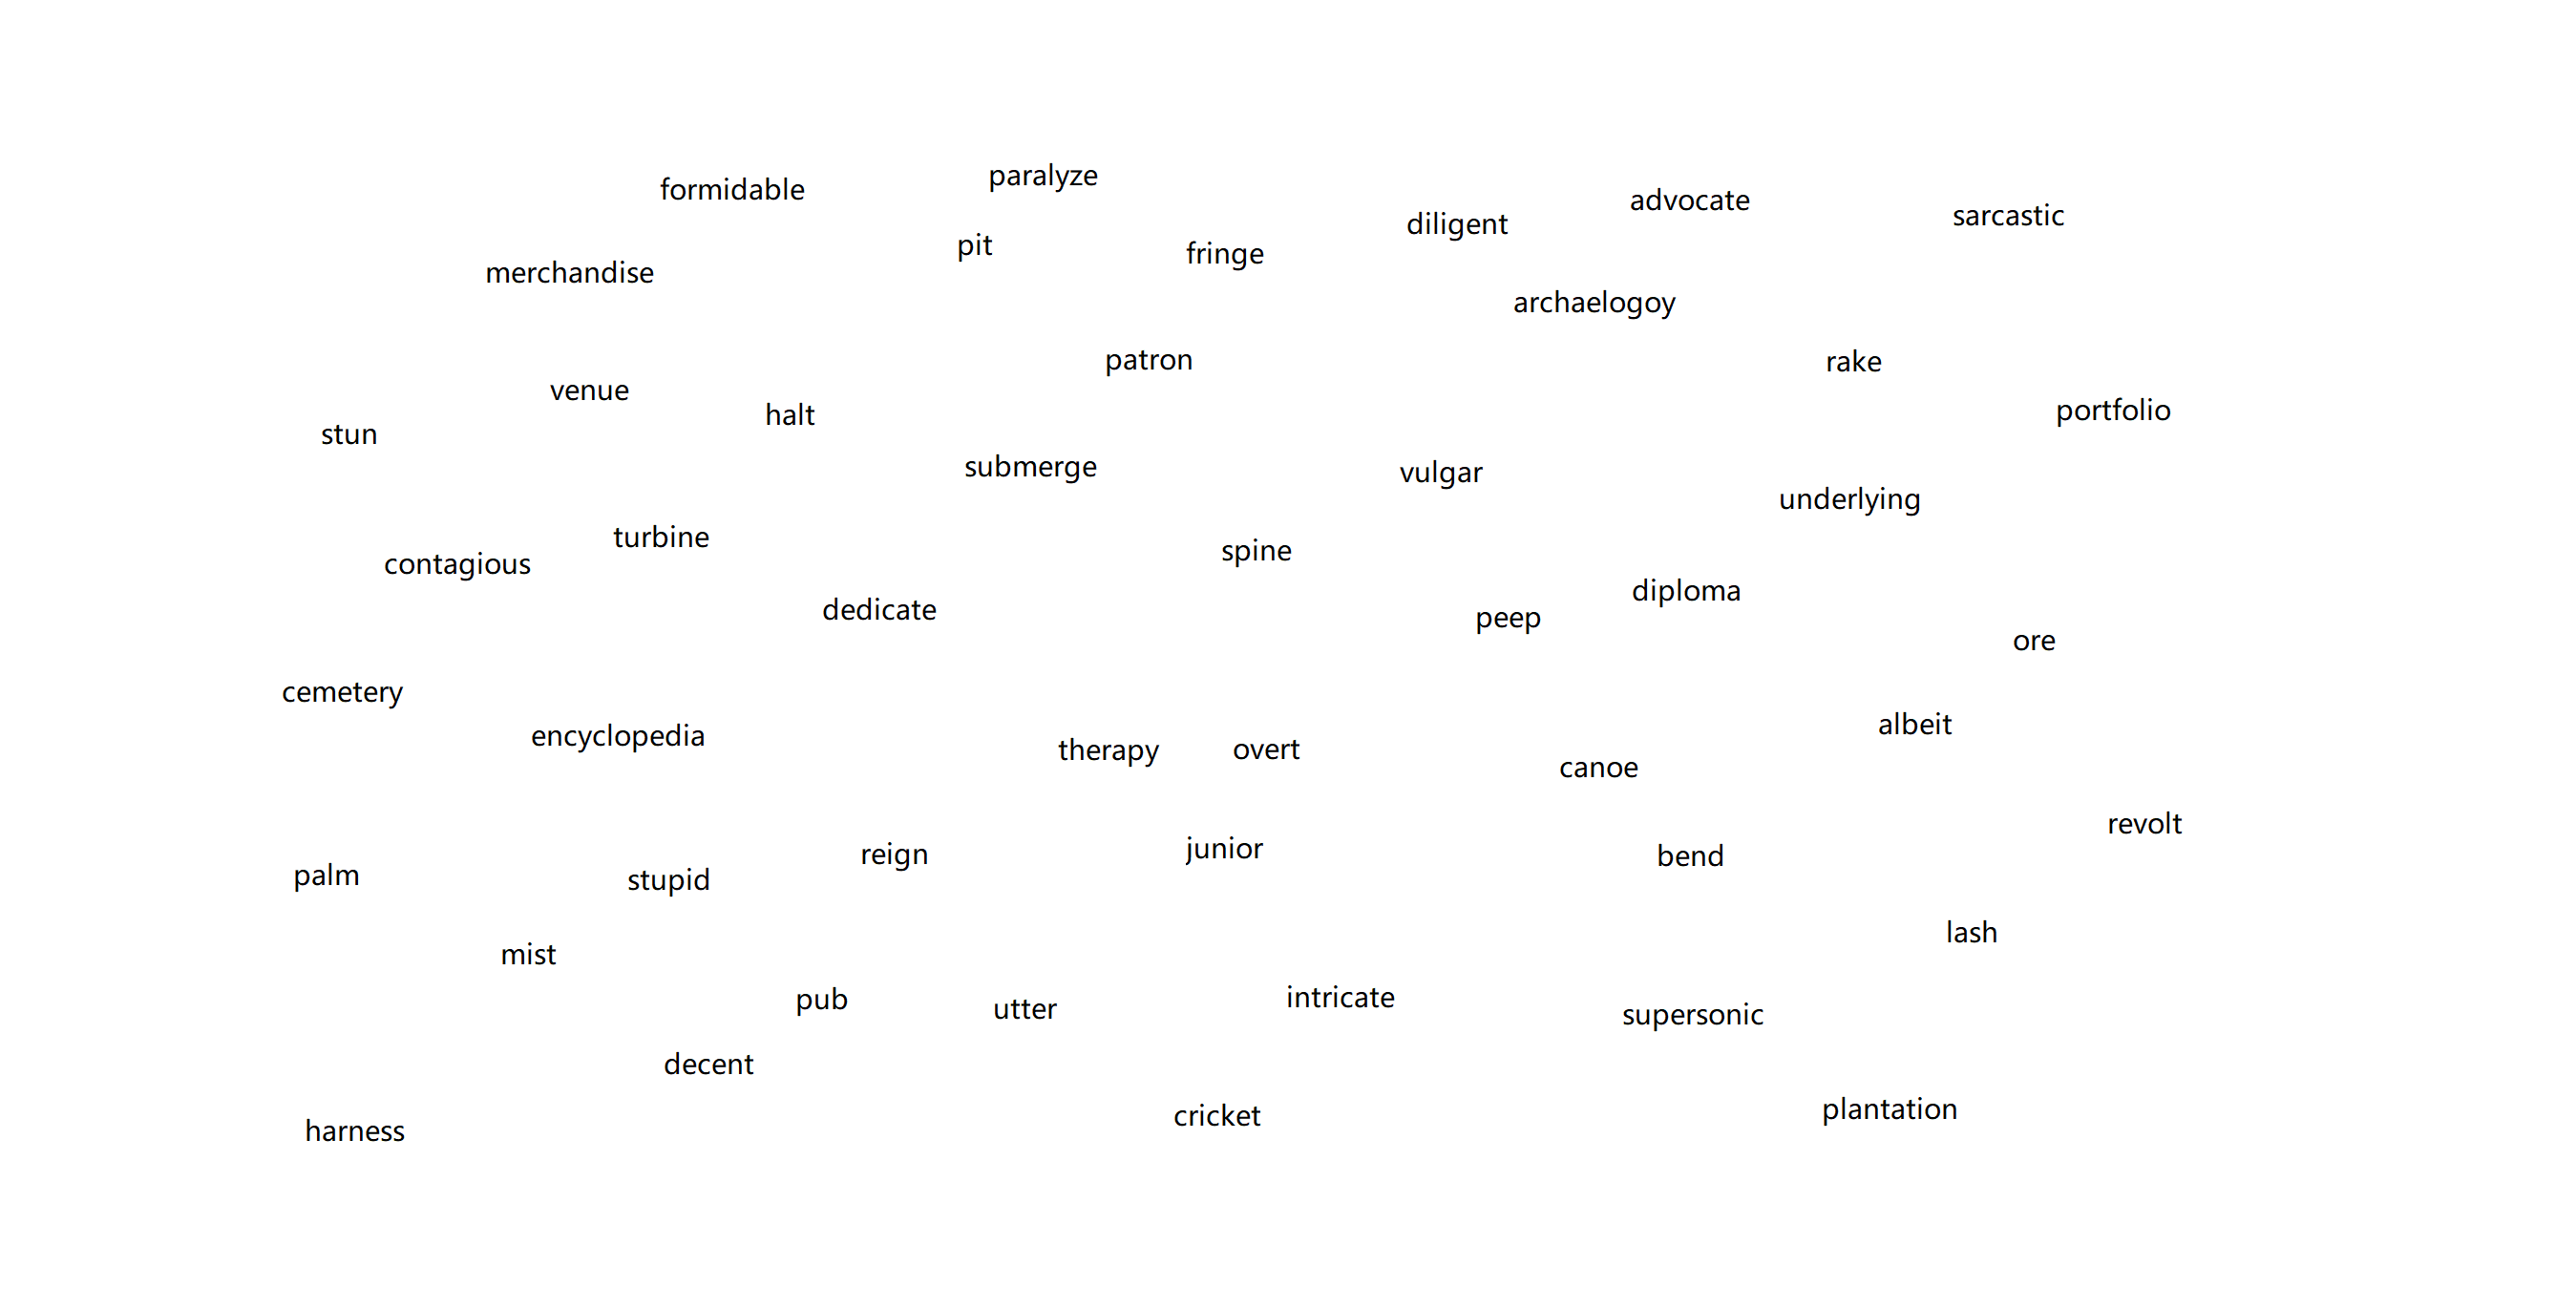 paralyze
formidable
advocate
sarcastic
diligent
pit
fringe
merchandise
archaelogoy
patron
rake
venue
portfolio
halt
stun
submerge
vulgar
underlying
turbine
spine
contagious
diploma
dedicate
peep
ore
cemetery
albeit
encyclopedia
therapy
overt
canoe
revolt
junior
reign
bend
palm
stupid
lash
mist
intricate
pub
utter
supersonic
decent
plantation
cricket
harness